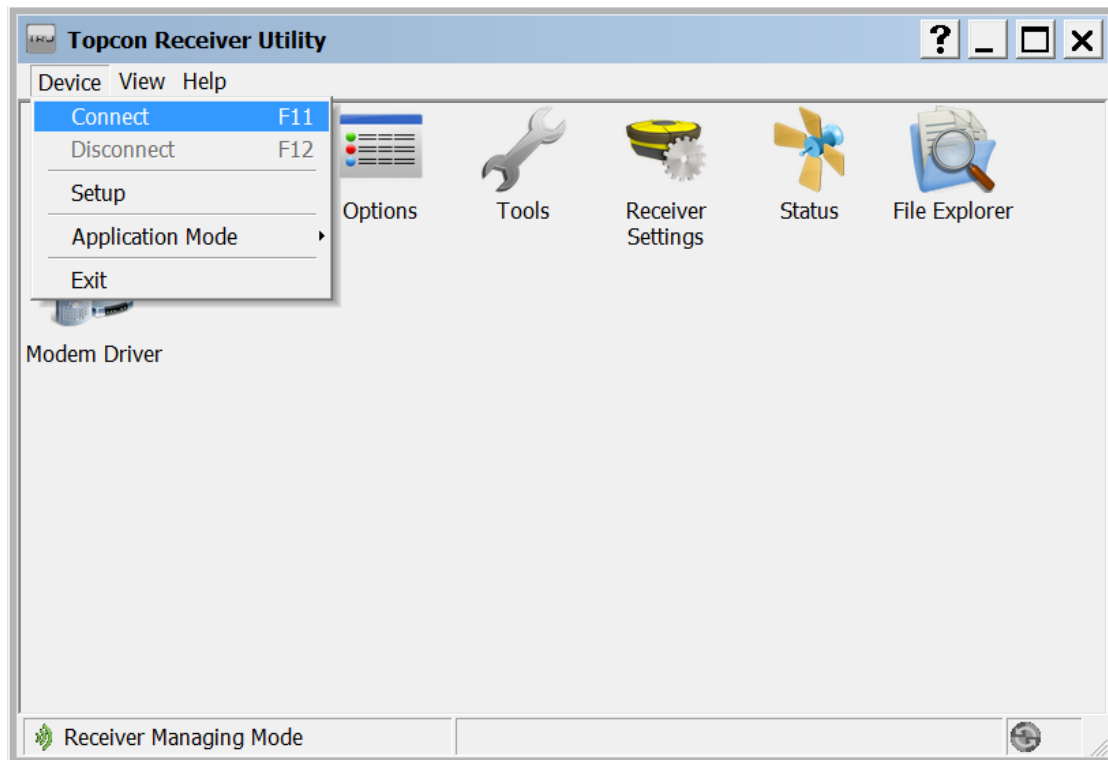 TRU Topcon Receiver Utility
Device View Help
Connect F11
Disconnect F12
Setup
Application Mode
Exit
Options
Tools
Receiver
Settings
Status
File Explorer
Modem Driver
Receiver Managing Mode